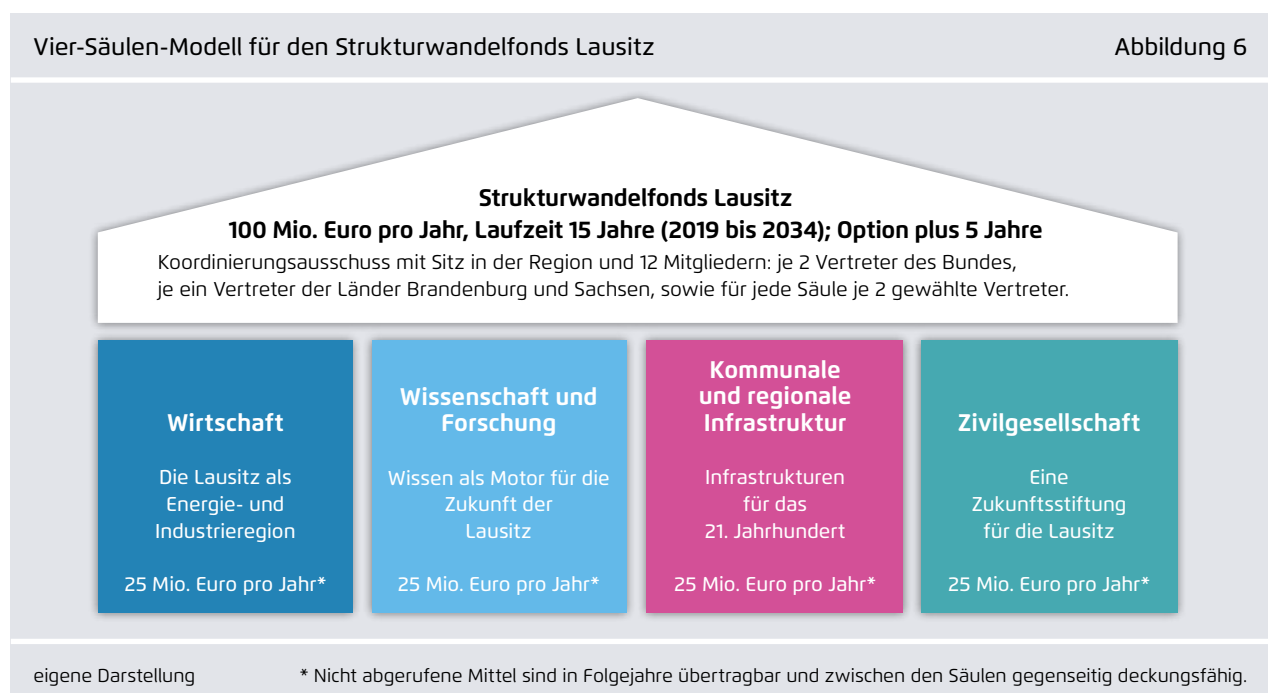 Vier-Säulen-Modell für den Strukturwandelfonds Lausitz
Abbildung 6
Strukturwandelfonds Lausitz
100 Mio. Euro pro Jahr, Laufzeit 15 Jahre (2019 bis 2034); Option plus 5 Jahre
Koordinierungsausschuss mit Sitz in der Region und 12 Mitgliedern: je 2 Vertreter des Bundes,
je ein Vertreter der Länder Brandenburg und Sachsen, sowie für jede Säule je 2 gewählte Vertreter.
Wirtschaft
Die Lausitz als
Energie- und
Industrieregion
25 Mio. Euro pro Jahr*
Wissenschaft und
Forschung
Wissen als Motor für die
Zukunft der
Lausitz
25 Mio. Euro pro Jahr*
Kommunale
und regionale
Infrastruktur
Infrastrukturen
für das
21. Jahrhundert
25 Mio. Euro pro Jahr*
Zivilgesellschaft
Eine
Zukunftsstiftung
für die Lausitz
25 Mio. Euro pro Jahr*
eigene Darstellung
* Nicht abgerufene Mittel sind in Folgejahre übertragbar und zwischen den Säulen gegenseitig deckungsfähig.